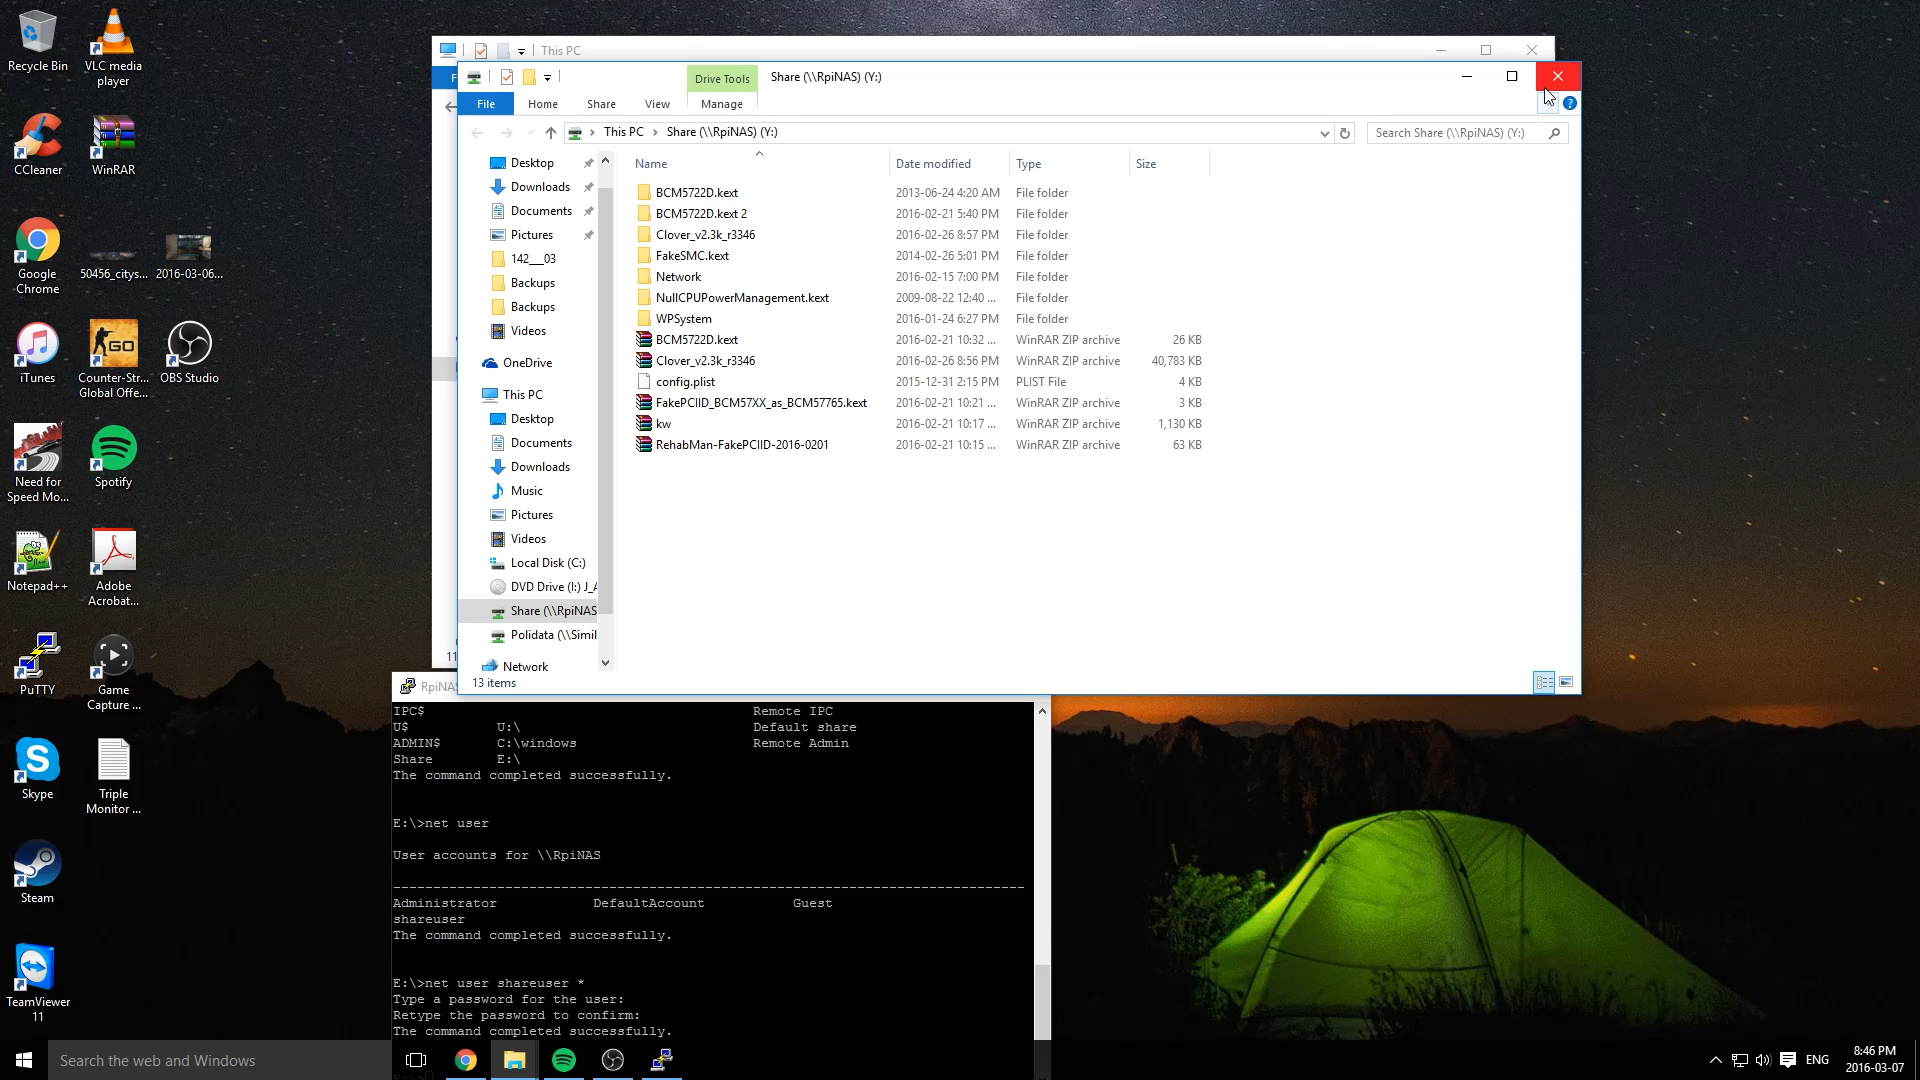 Recycle Bin
VLC media
player
CCleaner
WinRAR
Google
Chrome
50456_citys...
2016-03-06...
iTunes
Counter-Str...
Global Offe...
OBS Studio
Need for
Speed Mo...
Spotify
Notepad++
Adobe
Acrobat...
PuTTY
Game
Capture ...
Skype
Triple
Monitor ...
Steam
TeamViewer
11
This PC
Drive Tools
Share (\\RpiNAS) (Y:)
File
Home
Share
View
Manage
This PC > Share (\\RpiNAS) (Y:)
Search Share (\\RpiNAS) (Y:)
Desktop
Downloads
Documents
Pictures
142___03
Backups
Backups
Videos
OneDrive
This PC
Desktop
Documents
Downloads
Music
Pictures
Videos
Local Disk (C:)
DVD Drive (I:) J_A
Share (\\RpiNAS
Polidata (\\Simil
Network
13 items
Name Date modified Type Size
BCM5722D.kext 2013-06-24 4:20 AM File folder
BCM5722D.kext 2 2016-02-21 5:40 PM File folder
Clover_v2.3k_r3346 2016-02-26 8:57 PM File folder
FakeSMC.kext 2014-02-26 5:01 PM File folder
Network 2016-02-15 7:00 PM File folder
NullCPUPowerManagement.kext 2009-08-22 12:40 ... File folder
WPSystem 2016-01-24 6:27 PM File folder
BCM5722D.kext 2016-02-21 10:32 ... WinRAR ZIP archive 26 KB
Clover_v2.3k_r3346 2016-02-26 8:56 PM WinRAR ZIP archive 40,783 KB
config.plist 2015-12-31 2:15 PM PLIST File 4 KB
FakePCIID_BCM57XX_as_BCM57765.kext 2016-02-21 10:21 ... WinRAR ZIP archive 3 KB
kw 2016-02-21 10:17 ... WinRAR ZIP archive 1,130 KB
RehabMan-FakePCIID-2016-0201 2016-02-21 10:15 ... WinRAR ZIP archive 63 KB
11
RpiNAS
IPC$ Remote IPC
U$ U:\ Default share
ADMIN$ C:\windows Remote Admin
Share E:\
The command completed successfully.
E:\>net user
User accounts for \\RpiNAS
-------------------------------------------------------------------------------
Administrator DefaultAccount Guest
shareuser
The command completed successfully.
E:\>net user shareuser *
Type a password for the user:
Retype the password to confirm:
The command completed successfully.
Search the web and Windows
ENG
8:46 PM
2016-03-07